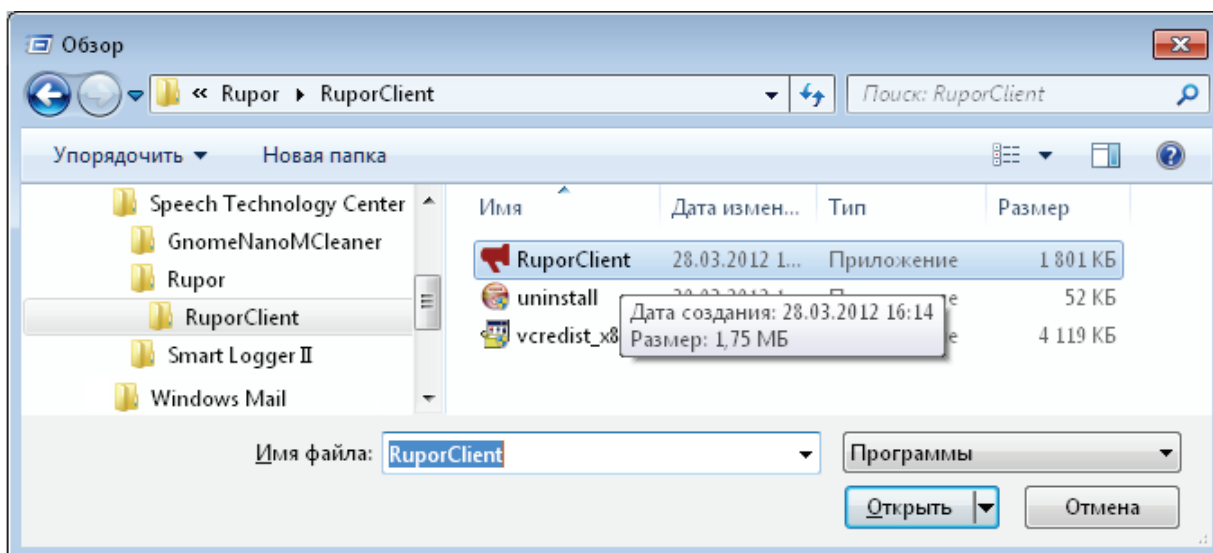 Обзор
« Rupor ▸ RuporClient Поиск: RuporClient
Упорядочить Новая папка
Speech Technology Center
GnomeNanoMCleaner
Rupor
RuporClient
Smart Logger II
Windows Mail
Имя Дата измен... Тип Размер
RuporClient 28.03.2012 1... Приложение 1 801 КБ
uninstall 52 КБ
vcredist_x8 4 119 КБ
Дата создания: 28.03.2012 16:14
Размер: 1,75 МБ
Имя файла: RuporClient Программы
Открыть Отмена